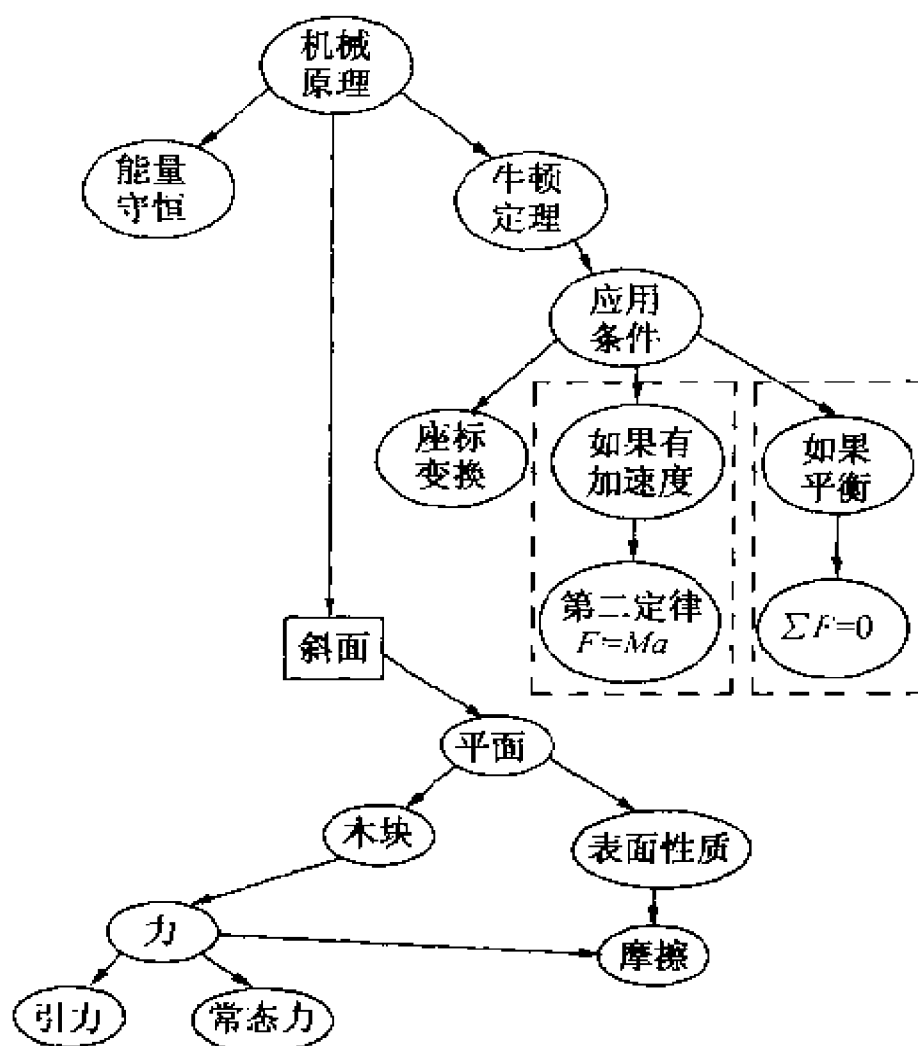 机械
原理
能量
守恒
牛顿
定理
应用
条件
座标
变换
如果有
加速度
如果
平衡
第二定律
F=Ma
ΣF=0
斜面
平面
木块
表面性质
力
摩擦
引力
常态力